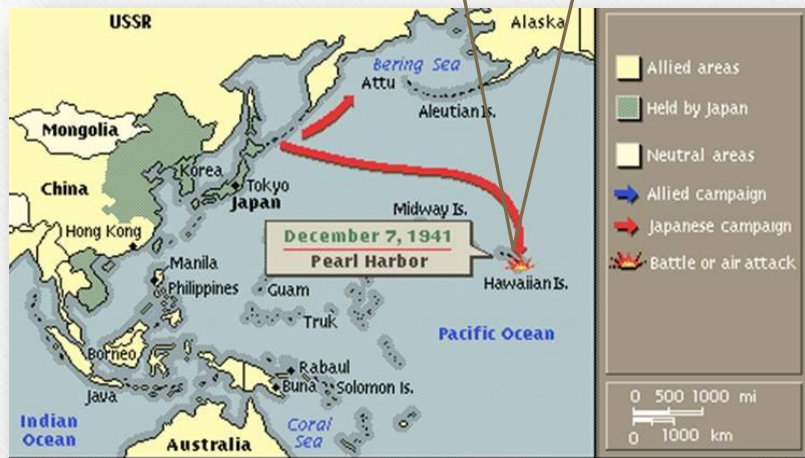 USSR
Alaska
Bering Sea
Attu
Aleutian Is.
Mongolia
Korea
China
Tokyo
Japan
Midway Is.
Hong Kong
December 7, 1941
Pearl Harbor
Manila
Philippines
Guam
Hawaiian Is.
Truk
Pacific Ocean
Borneo
Rabaul
Java
Buna
Solomon Is.
Indian
Ocean
Coral
Sea
Australia
Allied areas
Held by Japan
Neutral areas
Allied campaign
Japanese campaign
Battle or air attack
0 500 1000 mi
0 1000 km